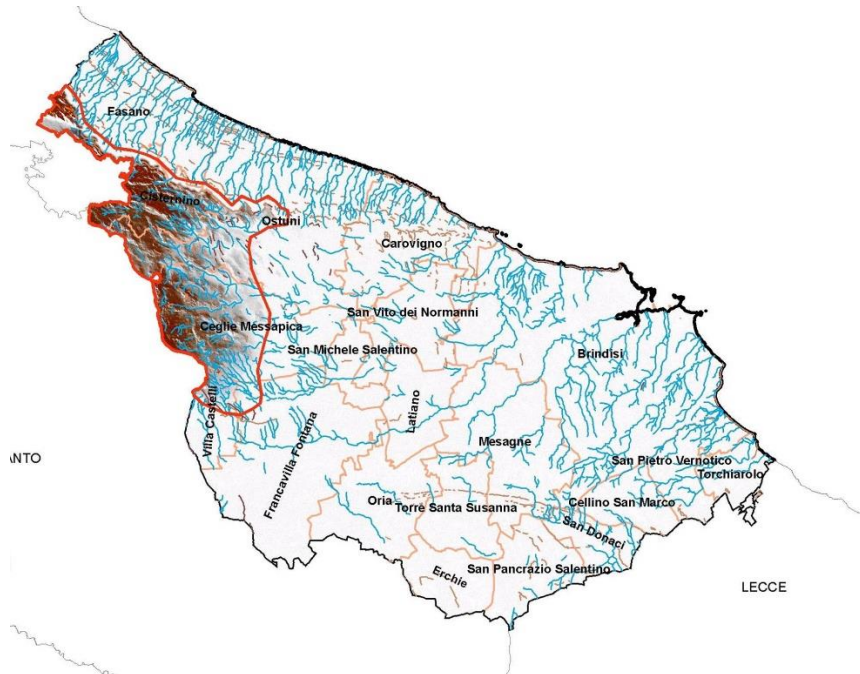 Fasano
Cisternino
Ostuni
Carovigno
San Vito dei Normanni
Ceglie Messapica
San Michele Salentino
Brindisi
Villa Castelli
Francavilla Fontana
Latiano
Mesagne
ANTO
San Pietro Vernotico
Torchiarolo
Oria
Torre Santa Susanna
Cellino San Marco
San Donaci
Erchie
San Pancrazio Salentino
LECCE